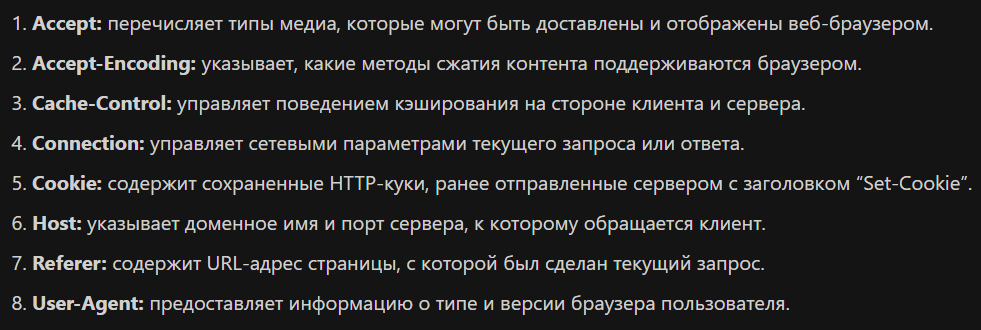 1. Accept: перечисляет типы медиа, которые могут быть доставлены и отображены веб-браузером.
2. Accept-Encoding: указывает, какие методы сжатия контента поддерживаются браузером.
3. Cache-Control: управляет поведением кэширования на стороне клиента и сервера.
4. Connection: управляет сетевыми параметрами текущего запроса или ответа.
5. Cookie: содержит сохраненные HTTP-куки, ранее отправленные сервером с заголовком “Set-Cookie”.
6. Host: указывает доменное имя и порт сервера, к которому обращается клиент.
7. Referer: содержит URL-адрес страницы, с которой был сделан текущий запрос.
8. User-Agent: предоставляет информацию о типе и версии браузера пользователя.